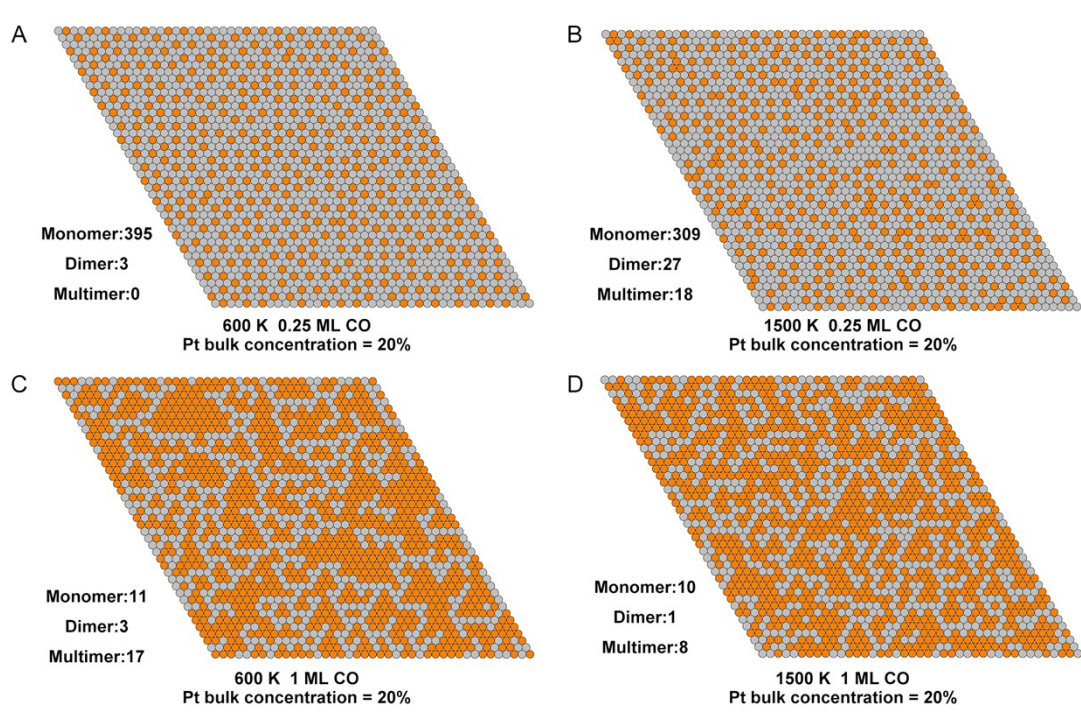 A
Monomer:395
Dimer:3
Multimer:0
600 K 0.25 ML CO
Pt bulk concentration = 20%
B
Monomer:309
Dimer:27
Multimer:18
1500 K 0.25 ML CO
Pt bulk concentration = 20%
C
Monomer:11
Dimer:3
Multimer:17
600 K 1 ML CO
Pt bulk concentration = 20%
D
Monomer:10
Dimer:1
Multimer:8
1500 K 1 ML CO
Pt bulk concentration = 20%